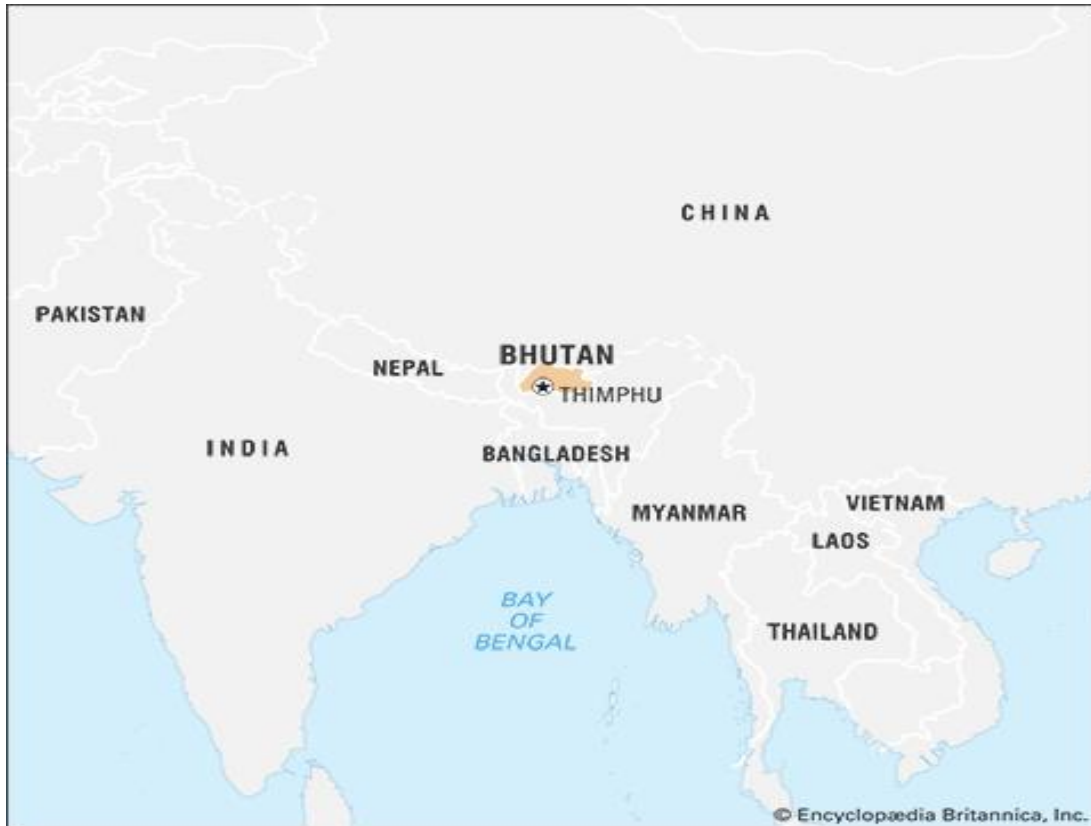 CHINA
PAKISTAN
BHUTAN
NEPAL
THIMPHU
INDIA
BANGLADESH
VIETNAM
MYANMAR
LAOS
BAY
OF
BENGAL
THAILAND
© Encyclopædia Britannica, Inc.